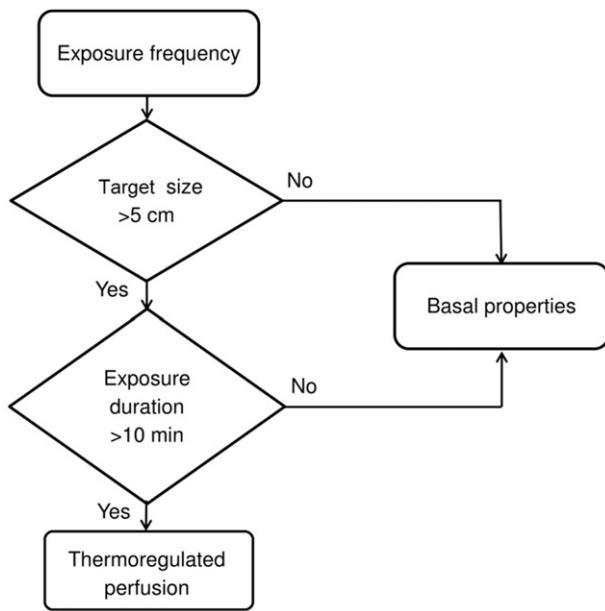 Exposure frequency
Target size
>5 cm
No
Yes
Basal properties
Exposure
duration
>10 min
No
Yes
Thermoregulated
perfusion